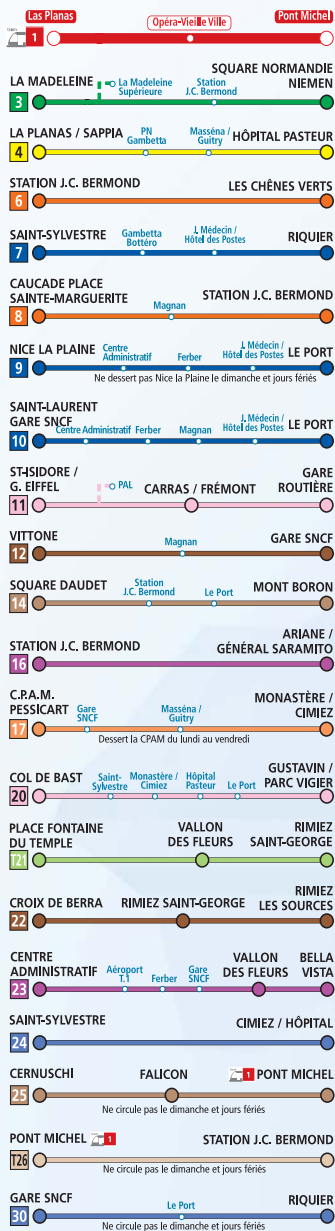 Las Planas Pont Michel
1 Opéra-Vieille Ville
LA MADELEINE
La Madeleine
Supérieure
Station
J.C. Bermond
SQUARE NORMANDIE
NIEMEN
3
LA PLANAS / SAPPIA
PN
Gambetta
Masséna /
Guitry
HÔPITAL PASTEUR
4
STATION J.C. BERMOND LES CHÊNES VERTS
6
SAINT-SYLVESTRE
Gambetta
Bottéro
J. Médecin /
Hôtel des Postes
RIQUIER
7
CAUCADE PLACE
SAINTE-MARGUERITE
Magnan
STATION J.C. BERMOND
8
NICE LA PLAINE
Centre
Administratif
Ferber
J. Médecin /
Hôtel des Postes
LE PORT
9
Ne dessert pas Nice la Plaine le dimanche et jours fériés
SAINT-LAURENT
GARE SNCF
Centre Administratif
Ferber
Magnan
J. Médecin /
Hôtel des Postes
LE PORT
10
ST-ISIDORE /
G. EIFFEL
PAL
CARRAS / FRÉMONT
GARE
ROUTIÈRE
11
VITTONE
Magnan
GARE SNCF
12
SQUARE DAUDET
Station
J.C. Bermond
Le Port
MONT BORON
14
STATION J.C. BERMOND
ARIANE /
GÉNÉRAL SARAMITO
16
C.P.A.M.
PESSICART
Gare
SNCF
Masséna /
Guitry
MONASTÈRE /
CIMIEZ
17
Dessert la CPAM du lundi au vendredi
COL DE BAST
Saint-
Sylvestre
Monastère /
Cimiez
Hôpital
Pasteur
Le Port
GUSTAVIN /
PARC VIGIER
20
PLACE FONTAINE
DU TEMPLE
VALLON
DES FLEURS
RIMIEZ
SAINT-GEORGE
T21
CROIX DE BERRA
RIMIEZ SAINT-GEORGE
RIMIEZ
LES SOURCES
22
CENTRE
ADMINISTRATIF
Aéroport
T.1
Ferber
Gare
SNCF
VALLON
DES FLEURS
BELLA
VISTA
23
SAINT-SYLVESTRE CIMIEZ / HÔPITAL
24
CERNUSCHI FALICON 1 PONT MICHEL
25
Ne circule pas le dimanche et jours fériés
PONT MICHEL 1 STATION J.C. BERMOND
T26
Ne circule pas le dimanche et jours fériés
GARE SNCF Le Port RIQUIER
30
Ne circule pas le dimanche et jours fériés